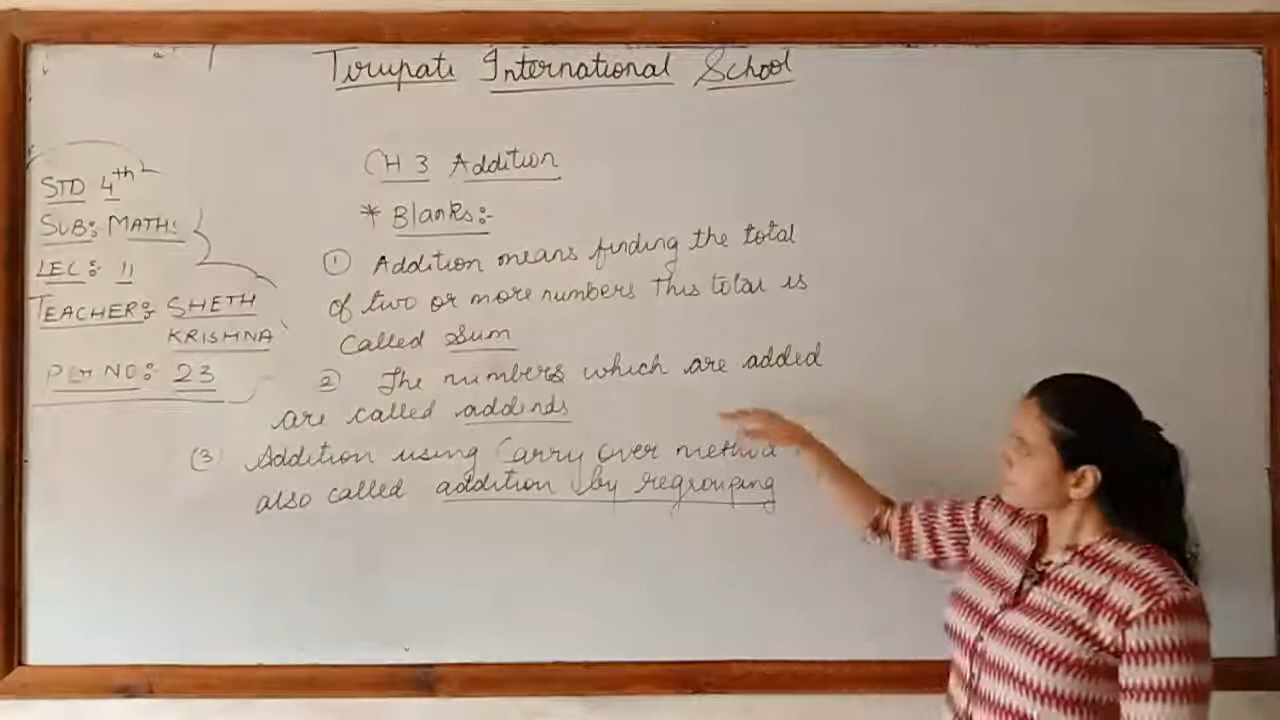 Tirupati International School
STD 4th
SUB: MATH:
LEC: 11
TEACHER: SHETH
KRISHNA
NO: 23
CH 3 Addition
* Blanks:-
① Addition means finding the total
of two or more numbers This total is
Called Sum
② The numbers which are added
are called addends
(3) Addition using Carry Over method
also called addition by regrouping